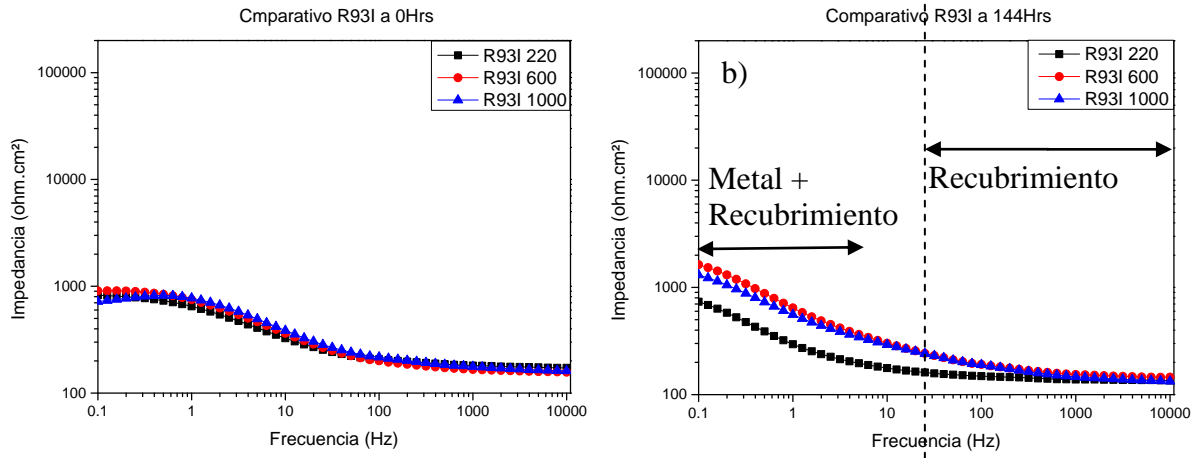 Cmparativo R93I a 0Hrs
R93I 220
R93I 600
R93I 1000
Impedancia (ohm.cm²)
100000
10000
1000
100
0.1
1
10
100
1000
10000
Frecuencia (Hz)
Comparativo R93I a 144Hrs
b)
R93I 220
R93I 600
R93I 1000
Metal +
Recubrimiento
Recubrimiento
Impedancia (ohm.cm²)
100000
10000
1000
100
0.1
1
10
100
1000
10000
Frecuencia (Hz)